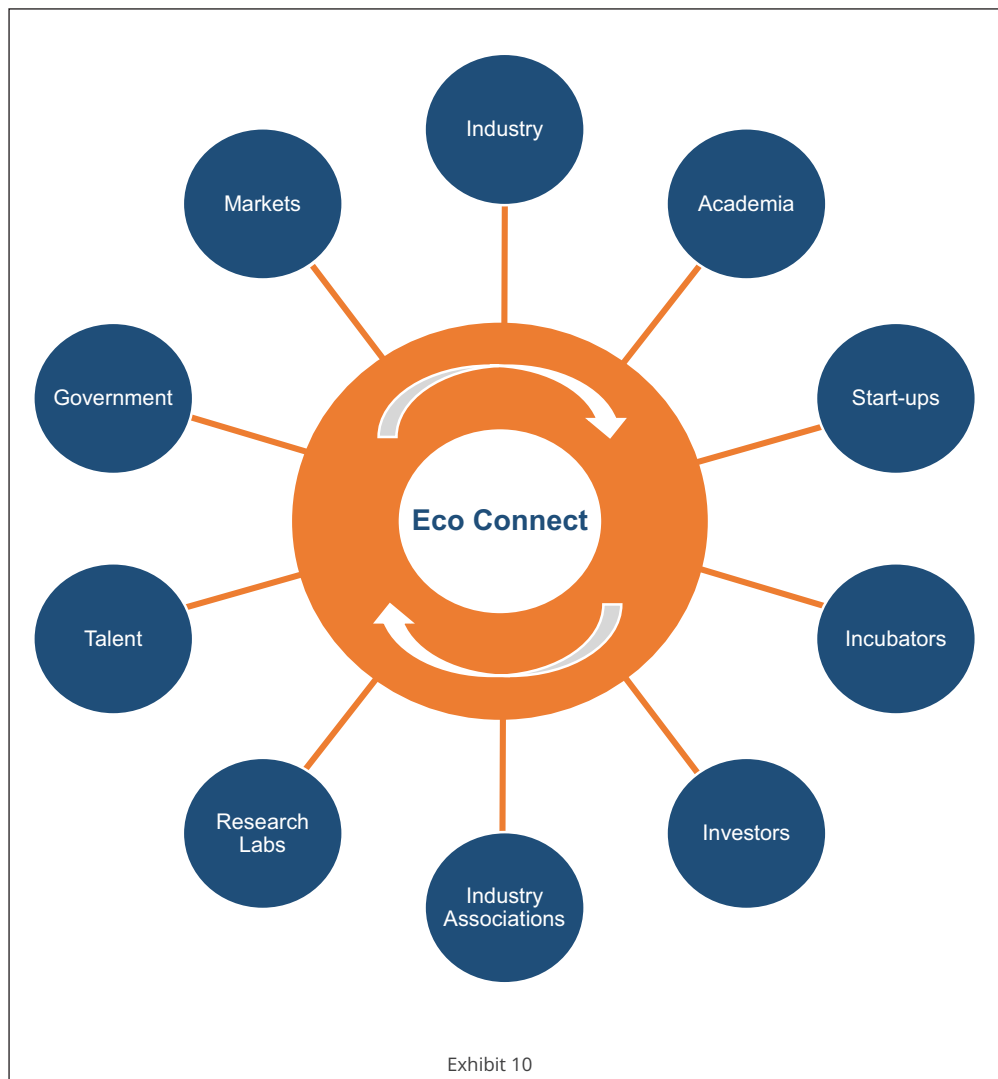 Industry
Academia
Start-ups
Incubators
Investors
Industry
Associations
Research
Labs
Talent
Government
Markets
Eco Connect
Exhibit 10